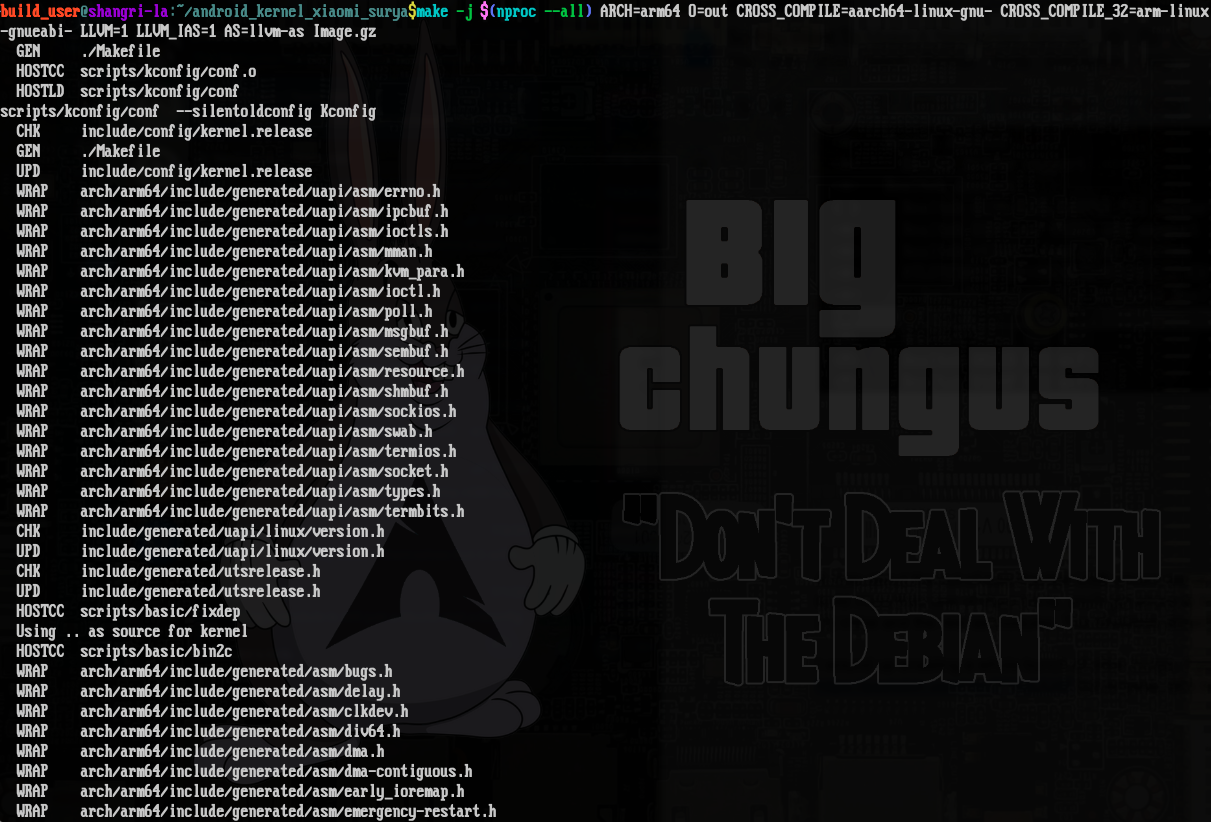 build_user@shangri-la:~/android_kernel_xiaomi_surya$make -j $(nproc --all) ARCH=arm64 O=out CROSS_COMPILE=aarch64-linux-gnu- CROSS_COMPILE_32=arm-linux
-gnueabi- LLVM=1 LLVM_IAS=1 AS=llvm-as Image.gz
GEN ./Makefile
HOSTCC scripts/kconfig/conf.o
HOSTLD scripts/kconfig/conf
scripts/kconfig/conf --silentoldconfig Kconfig
CHK include/config/kernel.release
GEN ./Makefile
UPD include/config/kernel.release
WRAP arch/arm64/include/generated/uapi/asm/errno.h
WRAP arch/arm64/include/generated/uapi/asm/ipcbuf.h
WRAP arch/arm64/include/generated/uapi/asm/ioctls.h
WRAP arch/arm64/include/generated/uapi/asm/mman.h
WRAP arch/arm64/include/generated/uapi/asm/kvm_para.h
WRAP arch/arm64/include/generated/uapi/asm/ioctl.h
WRAP arch/arm64/include/generated/uapi/asm/poll.h
WRAP arch/arm64/include/generated/uapi/asm/msgbuf.h
WRAP arch/arm64/include/generated/uapi/asm/sembuf.h
WRAP arch/arm64/include/generated/uapi/asm/resource.h
WRAP arch/arm64/include/generated/uapi/asm/shmbuf.h
WRAP arch/arm64/include/generated/uapi/asm/sockios.h
WRAP arch/arm64/include/generated/uapi/asm/swab.h
WRAP arch/arm64/include/generated/uapi/asm/termios.h
WRAP arch/arm64/include/generated/uapi/asm/socket.h
WRAP arch/arm64/include/generated/uapi/asm/types.h
WRAP arch/arm64/include/generated/uapi/asm/termbits.h
CHK include/generated/uapi/linux/version.h
UPD include/generated/uapi/linux/version.h
CHK include/generated/utsrelease.h
UPD include/generated/utsrelease.h
HOSTCC scripts/basic/fixdep
Using .. as source for kernel
HOSTCC scripts/basic/bin2c
WRAP arch/arm64/include/generated/asm/bugs.h
WRAP arch/arm64/include/generated/asm/delay.h
WRAP arch/arm64/include/generated/asm/clkdev.h
WRAP arch/arm64/include/generated/asm/div64.h
WRAP arch/arm64/include/generated/asm/dma.h
WRAP arch/arm64/include/generated/asm/dma-contiguous.h
WRAP arch/arm64/include/generated/asm/early_ioremap.h
WRAP arch/arm64/include/generated/asm/emergency-restart.h
Big
chungus
"Don't Deal With
The Debian"